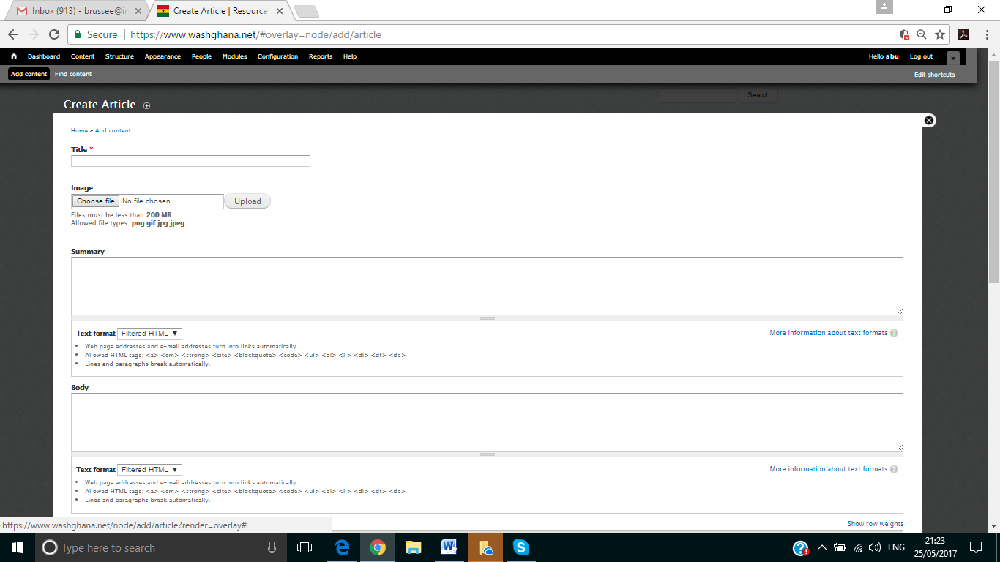 Inbox (913) - brussee@ir
Create Article | Resource
Secure
https://www.washghana.net/#overlay=node/add/article
Dashboard Content Structure Appearance People Modules Configuration Reports Help
Hello abu Log out
Add content Find content
Edit shortcuts
Search
Create Article
Home » Add content
Title *
Image
Choose file No file chosen Upload
Files must be less than 200 MB.
Allowed file types: png gif jpg jpeg.
Summary
Text format Filtered HTML
More information about text formats ?
Web page addresses and e-mail addresses turn into links automatically.
Allowed HTML tags: <a> <em> <strong> <cite> <blockquote> <code> <ul> <ol> <li> <dl> <dt> <dd>
Lines and paragraphs break automatically.
Body
Text format Filtered HTML
More information about text formats ?
Web page addresses and e-mail addresses turn into links automatically.
Allowed HTML tags: <a> <em> <strong> <cite> <blockquote> <code> <ul> <ol> <li> <dl> <dt> <dd>
Lines and paragraphs break automatically.
Show row weights
https://www.washghana.net/node/add/article?render=overlay#
Type here to search
ENG
21:23
25/05/2017